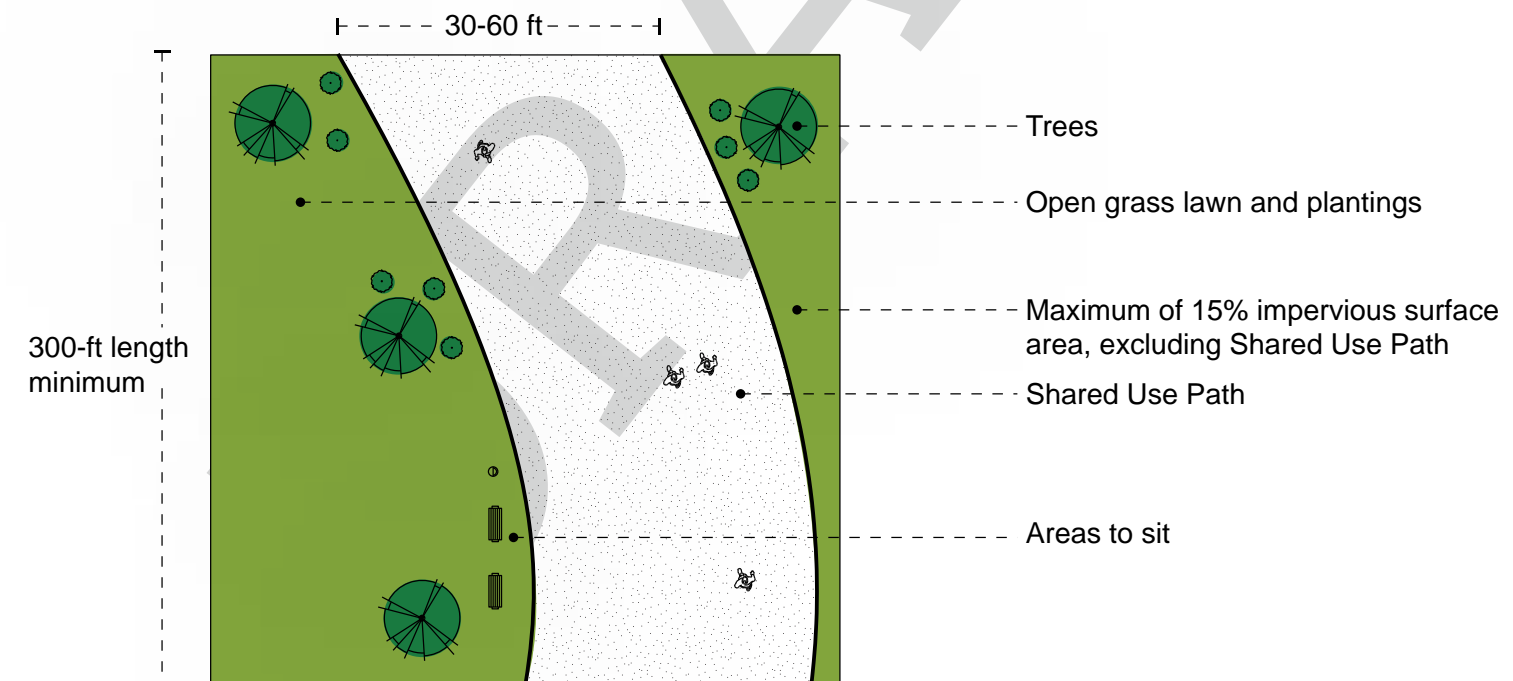 30-60 ft
Trees
Open grass lawn and plantings
Maximum of 15% impervious surface
area, excluding Shared Use Path
300-ft length
minimum
Shared Use Path
Areas to sit